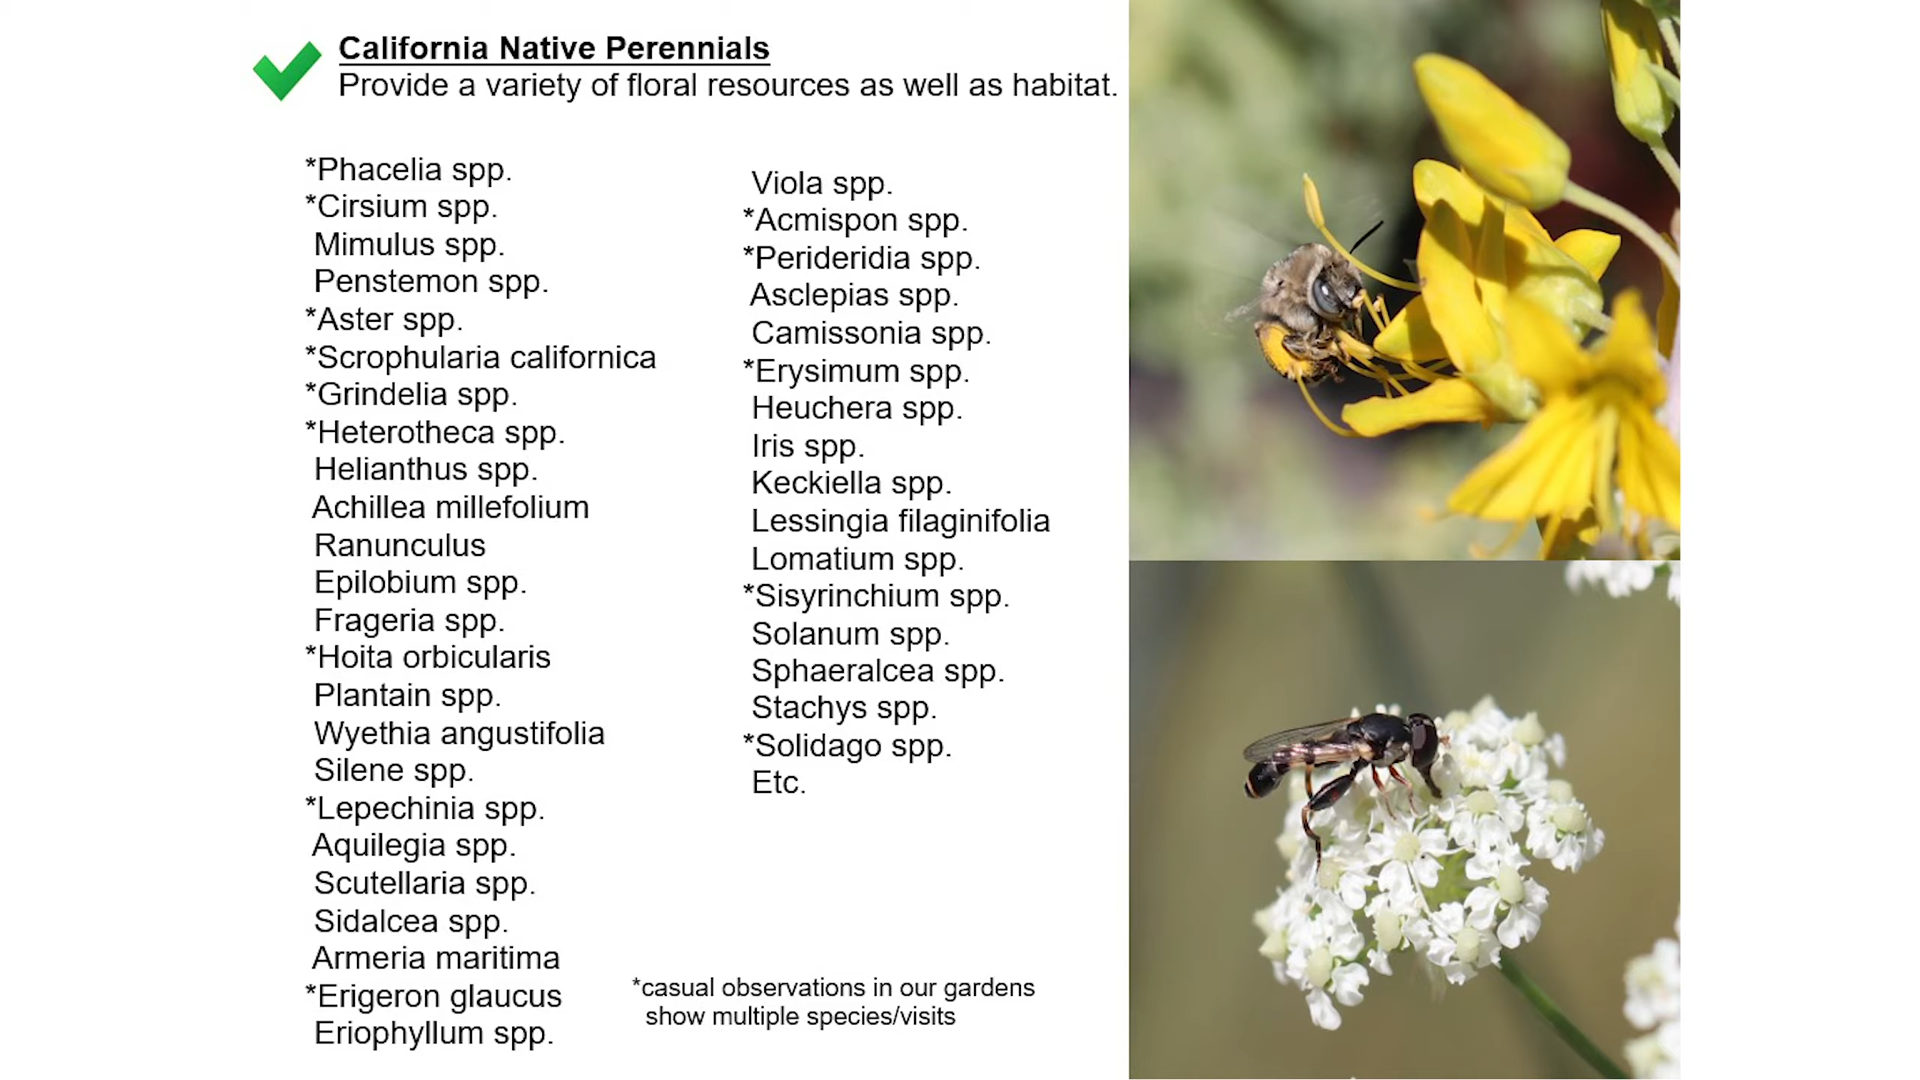 California Native Perennials
Provide a variety of floral resources as well as habitat.
*Phacelia spp.
*Cirsium spp.
Mimulus spp.
Penstemon spp.
*Aster spp.
*Scrophularia californica
*Grindelia spp.
*Heterotheca spp.
Helianthus spp.
Achillea millefolium
Ranunculus
Epilobium spp.
Frageria spp.
*Hoita orbicularis
Plantain spp.
Wyethia angustifolia
Silene spp.
*Lepechinia spp.
Aquilegia spp.
Scutellaria spp.
Sidalcea spp.
Armeria maritima
*Erigeron glaucus
Eriophyllum spp.
Viola spp.
*Acmispon spp.
*Perideridia spp.
Asclepias spp.
Camissonia spp.
*Erysimum spp.
Heuchera spp.
Iris spp.
Keckiella spp.
Lessingia filaginifolia
Lomatium spp.
*Sisyrinchium spp.
Solanum spp.
Sphaeralcea spp.
Stachys spp.
*Solidago spp.
Etc.
*casual observations in our gardens
show multiple species/visits